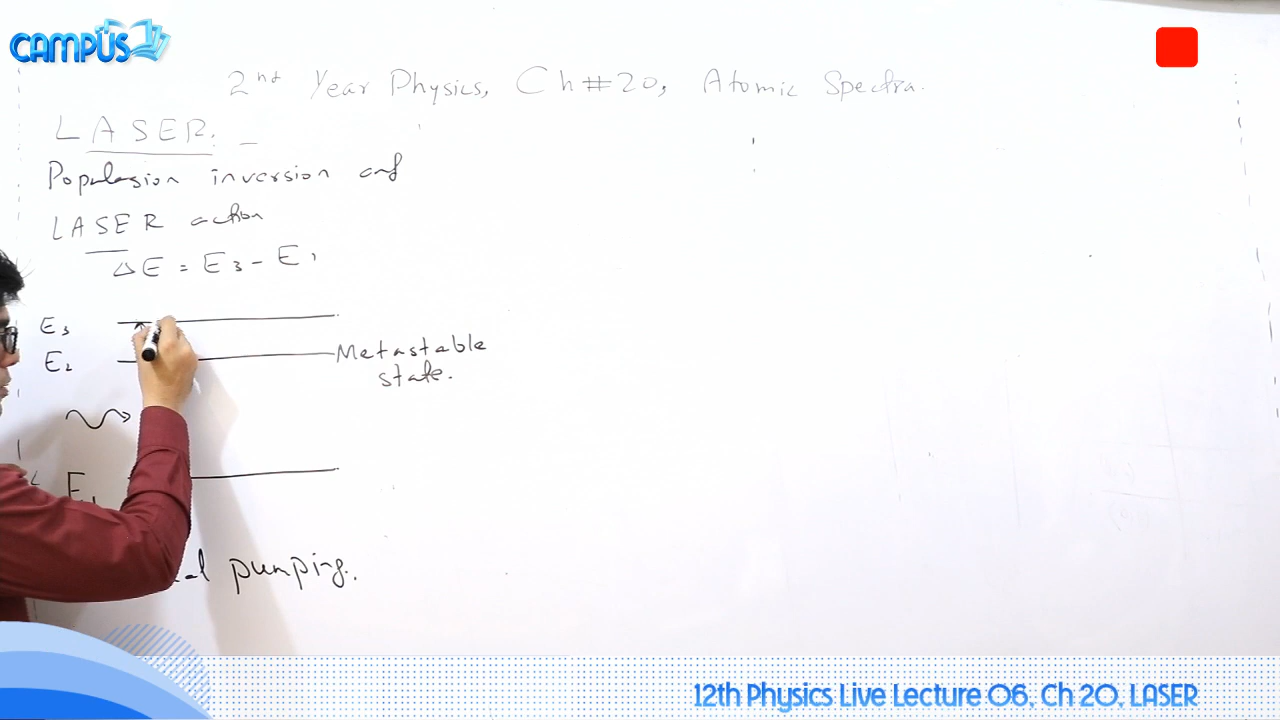 CAMPUS
2nd Year Physics, Ch#20, Atomic Spectra.
LASER:
Population inversion and
LASER action
ΔE = E3 - E1
E3
E2
Metastable
state.
E1
pumping.
12th Physics Live Lecture 06, Ch 20, LASER